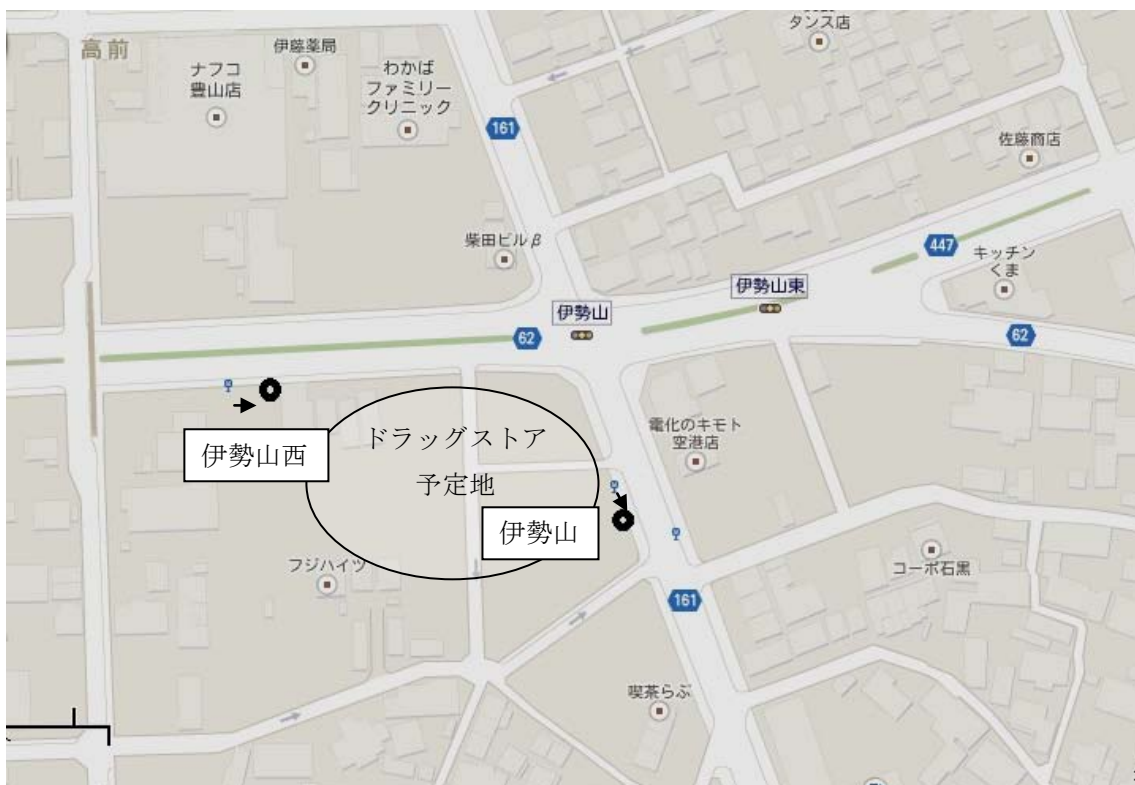 タンス店
高前
伊藤薬局
ナフコ
豊山店
わかば
ファミリー
クリニック
161
佐藤商店
柴田ビルβ
447
キッチン
くま
伊勢山東
伊勢山
62
62
ドラッグストア
予定地
電化のキモト
空港店
伊勢山西
伊勢山
フジハイツ
コーポ石黒
161
喫茶らぶ